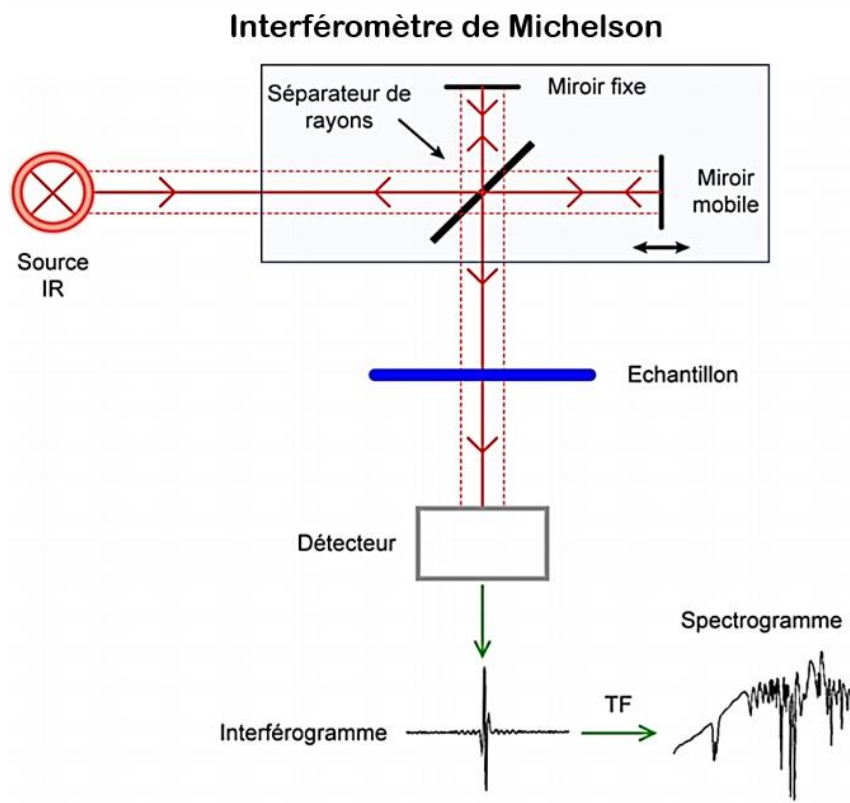 Interféromètre de Michelson
Miroir fixe
Séparateur de
rayons
Miroir
mobile
Source
IR
Echantillon
Détecteur
Spectrogramme
Interférogramme
TF